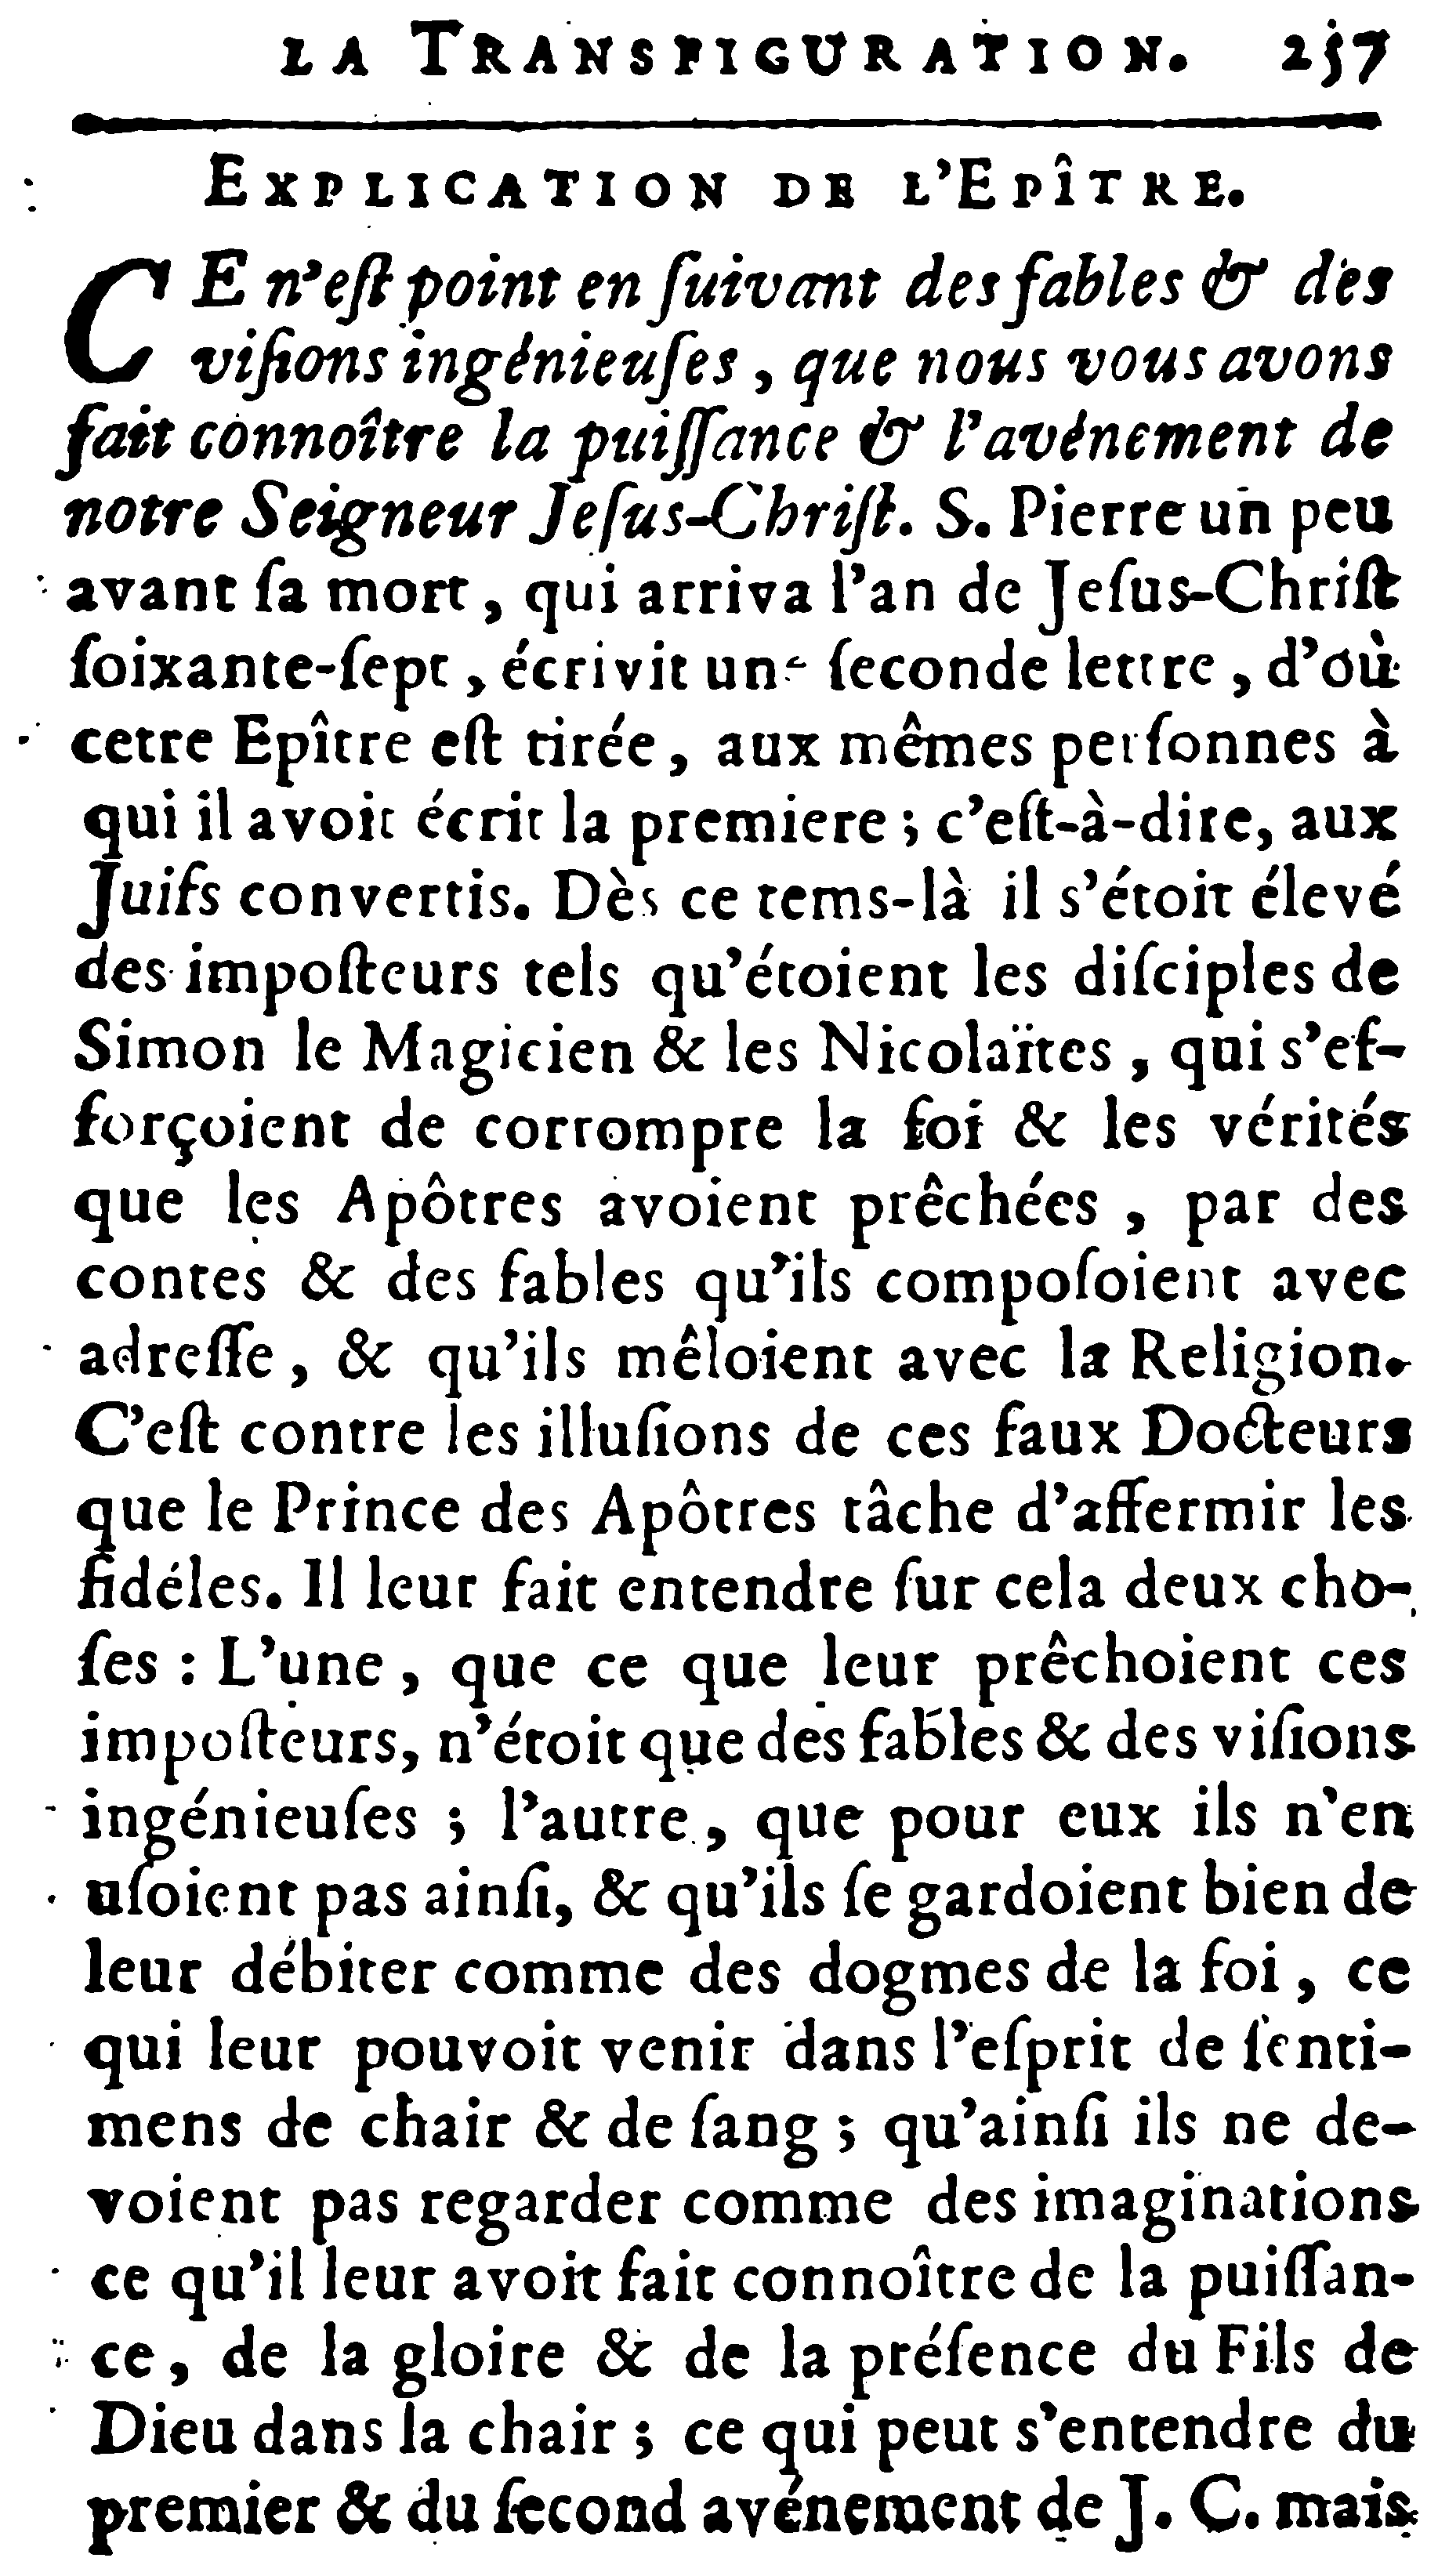 LA TRANSFIGURATION. 257
EXPLICATION DE L'EPÎTRE.
CE n'eſt point en ſuivant des fables & des
viſions ingénieuſes, que nous vous avons
fait connoître la puiſſance & l'avénement de
notre Seigneur Jeſus-Chriſt. S. Pierre un peu
avant ſa mort, qui arriva l'an de Jeſus-Chriſt
ſoixante-ſept, écrivit une ſeconde lettre, d'où
cette Epître eſt tirée, aux mêmes perſonnes à
qui il avoit écrit la premiere; c'eſt-à-dire, aux
Juifs convertis. Dès ce tems-là il s'étoit élevé
des impoſteurs tels qu'étoient les diſciples de
Simon le Magicien & les Nicolaïtes, qui s'ef-
forçoient de corrompre la foi & les vérités
que les Apôtres avoient prêchées, par des
contes & des fables qu'ils compoſoient avec
adreſſe, & qu'ils mêloient avec la Religion.
C'eſt contre les illuſions de ces faux Docteurs
que le Prince des Apôtres tâche d'affermir les
fidéles. Il leur fait entendre ſur cela deux cho-
ſes : L'une, que ce que leur prêchoient ces
impoſteurs, n'étoit que des fables & des viſions
ingénieuſes; l'autre, que pour eux ils n'en
uſoient pas ainſi, & qu'ils ſe gardoient bien de
leur débiter comme des dogmes de la foi, ce
qui leur pouvoit venir dans l'eſprit de ſenti-
mens de chair & de ſang; qu'ainſi ils ne de-
voient pas regarder comme des imaginations
ce qu'il leur avoit fait connoître de la puiſſan-
ce, de la gloire & de la préſence du Fils de
Dieu dans la chair; ce qui peut s'entendre du
premier & du ſecond avénement de J. C. mais